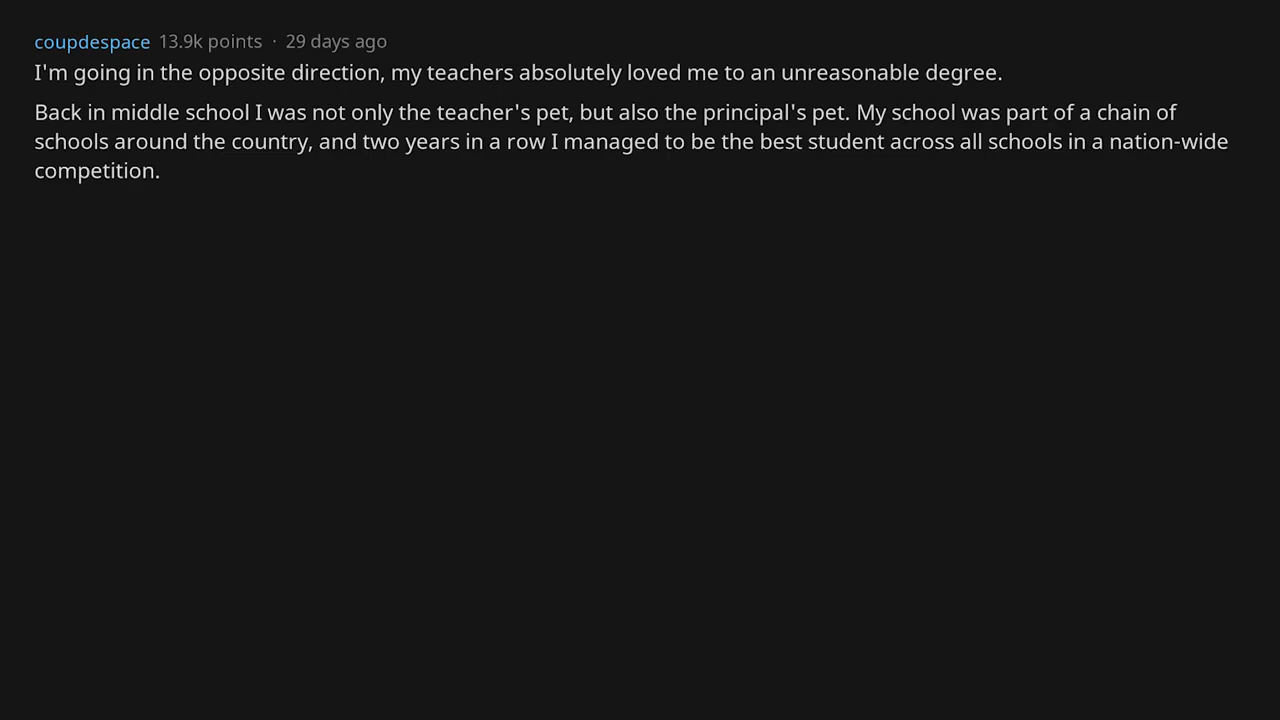 coupdespace 13.9k points · 29 days ago
I'm going in the opposite direction, my teachers absolutely loved me to an unreasonable degree.
Back in middle school I was not only the teacher's pet, but also the principal's pet. My school was part of a chain of
schools around the country, and two years in a row I managed to be the best student across all schools in a nation-wide
competition.